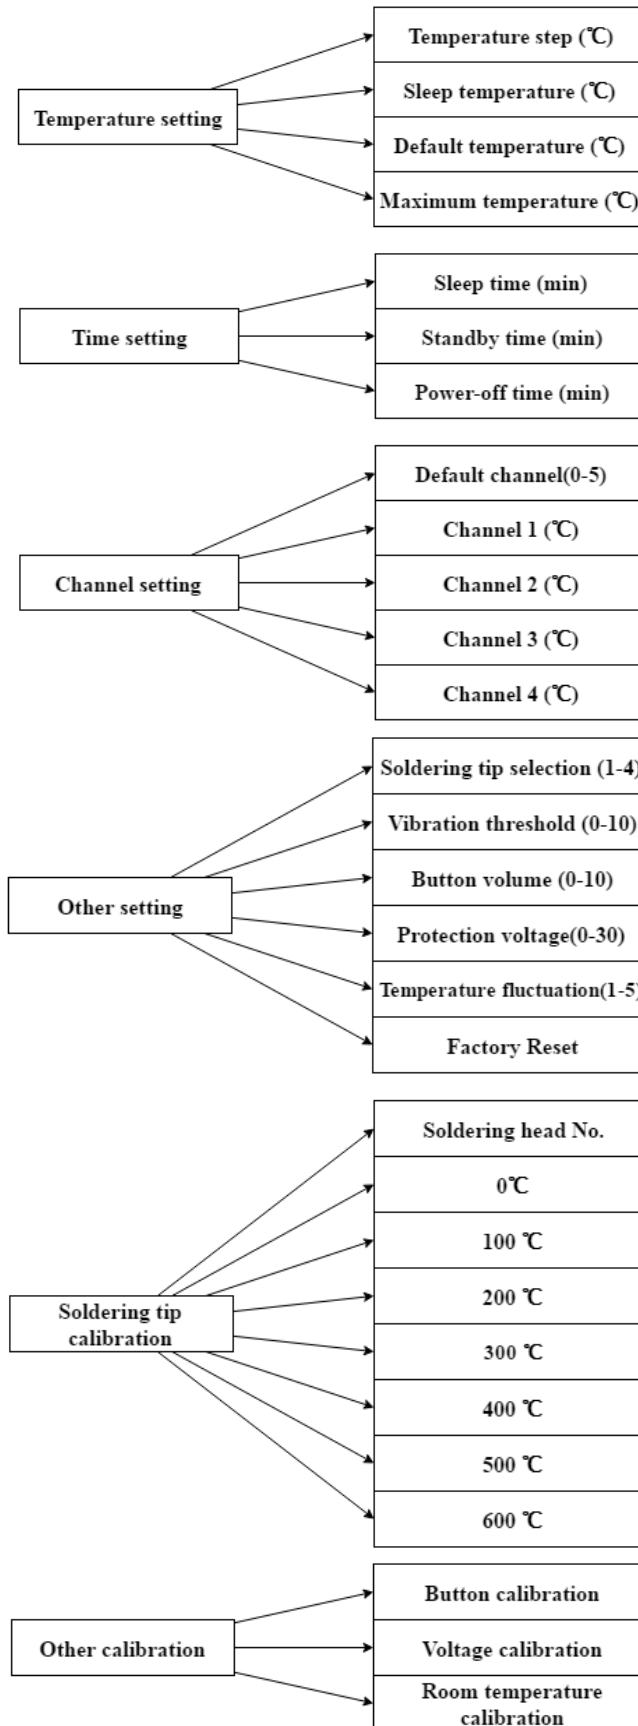 Temperature setting
Temperature step (℃)
Sleep temperature (℃)
Default temperature (℃)
Maximum temperature (℃)
Time setting
Sleep time (min)
Standby time (min)
Power-off time (min)
Channel setting
Default channel(0-5)
Channel 1 (℃)
Channel 2 (℃)
Channel 3 (℃)
Channel 4 (℃)
Other setting
Soldering tip selection (1-4)
Vibration threshold (0-10)
Button volume (0-10)
Protection voltage(0-30)
Temperature fluctuation(1-5)
Factory Reset
Soldering tip
calibration
Soldering head No.
0℃
100 ℃
200 ℃
300 ℃
400 ℃
500 ℃
600 ℃
Other calibration
Button calibration
Voltage calibration
Room temperature
calibration